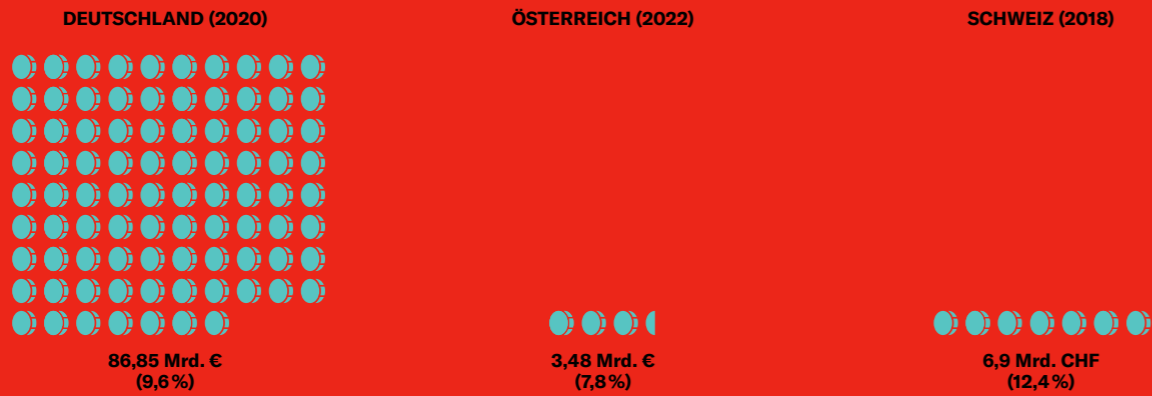 DEUTSCHLAND (2020)
ÖSTERREICH (2022)
SCHWEIZ (2018)
86,85 Mrd. €
(9,6 %)
3,48 Mrd. €
(7,8 %)
6,9 Mrd. CHF
(12,4 %)